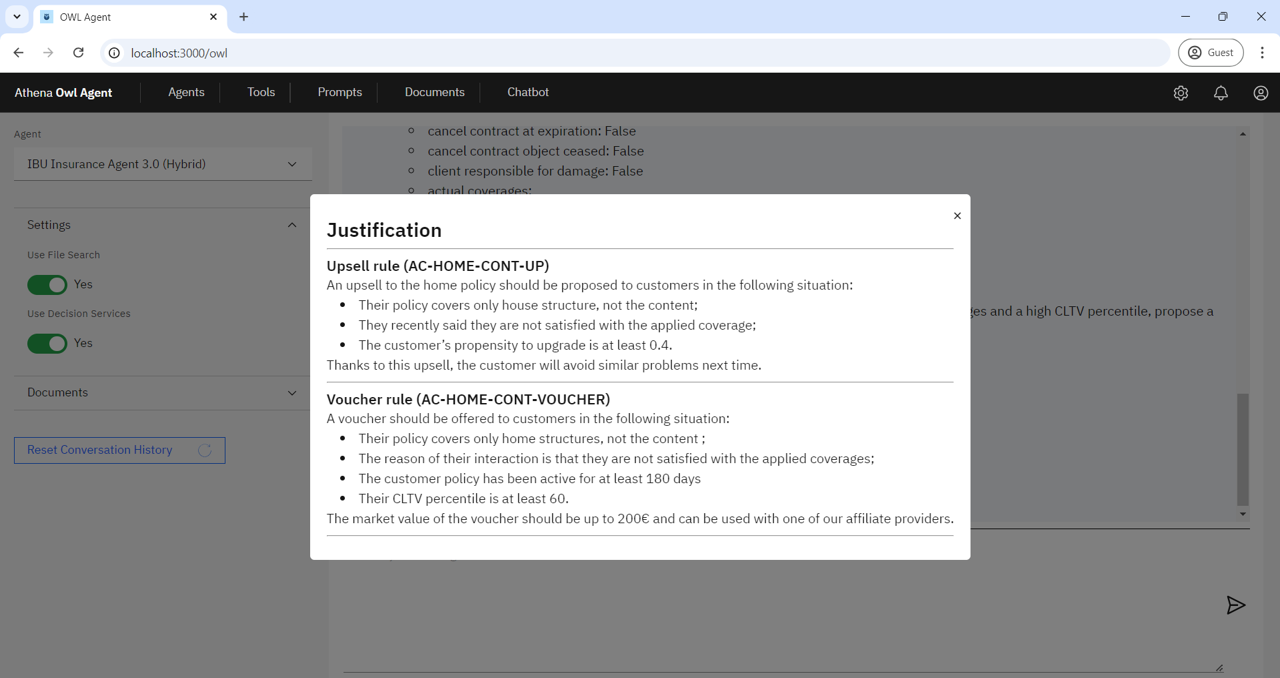 OWL Agent
localhost:3000/owl
Guest
Athena Owl Agent
Agents
Tools
Prompts
Documents
Chatbot
Agent
IBU Insurance Agent 3.0 (Hybrid)
Settings
Use File Search
Yes
Use Decision Services
Yes
Documents
Reset Conversation History
cancel contract at expiration: False
cancel contract object ceased: False
client responsible for damage: False
actual coverages:
ges and a high CLTV percentile, propose a
Justification
Upsell rule (AC-HOME-CONT-UP)
An upsell to the home policy should be proposed to customers in the following situation:
Their policy covers only house structure, not the content;
They recently said they are not satisfied with the applied coverage;
The customer’s propensity to upgrade is at least 0.4.
Thanks to this upsell, the customer will avoid similar problems next time.
Voucher rule (AC-HOME-CONT-VOUCHER)
A voucher should be offered to customers in the following situation:
Their policy covers only home structures, not the content ;
The reason of their interaction is that they are not satisfied with the applied coverages;
The customer policy has been active for at least 180 days
Their CLTV percentile is at least 60.
The market value of the voucher should be up to 200€ and can be used with one of our affiliate providers.